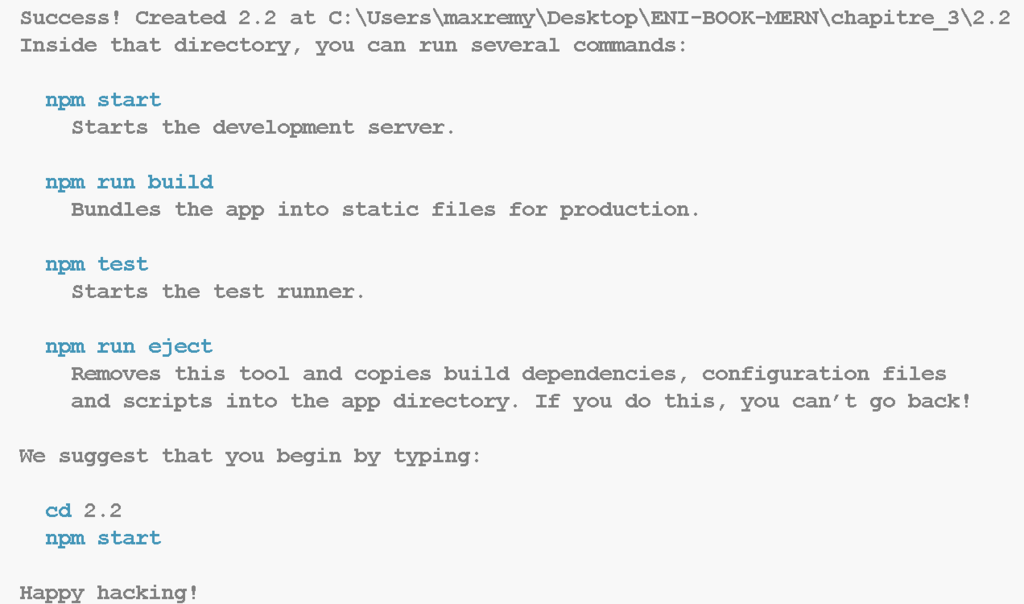 Success! Created 2.2 at C:\Users\maxremy\Desktop\ENI-BOOK-MERN\chapitre_3\2.2
Inside that directory, you can run several commands:
npm start
Starts the development server.
npm run build
Bundles the app into static files for production.
npm test
Starts the test runner.
npm run eject
Removes this tool and copies build dependencies, configuration files
and scripts into the app directory. If you do this, you can’t go back!
We suggest that you begin by typing:
cd 2.2
npm start
Happy hacking!